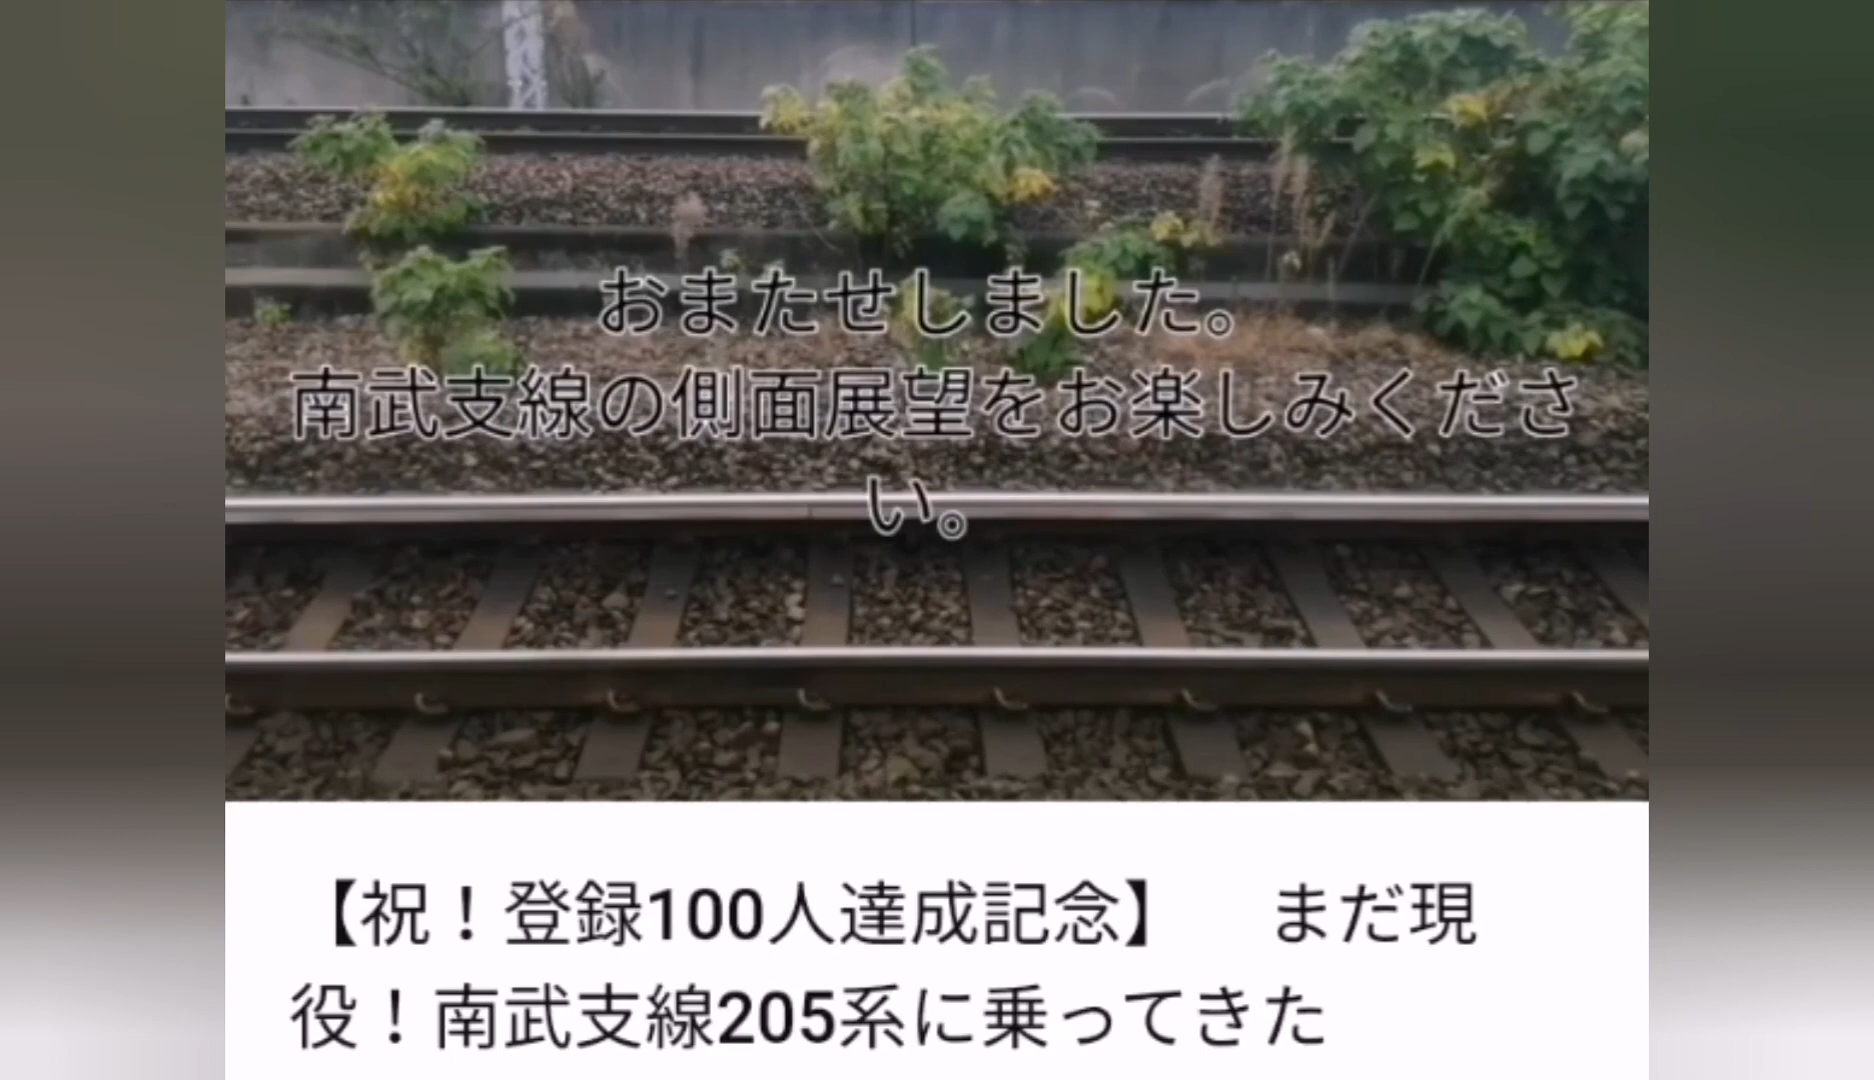 おまたせしました。
南武支線の側面展望をお楽しみくださ
い。
【祝！登録100人達成記念】　まだ現
役！南武支線205系に乗ってきた